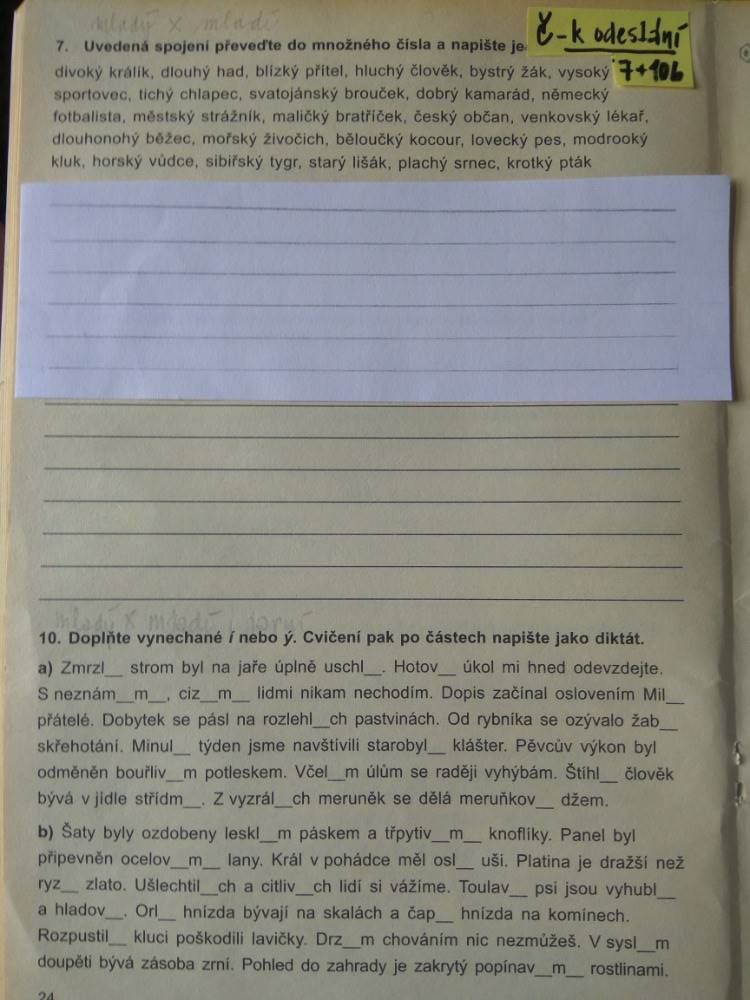 mladý x mladí
7. Uvedená spojení převeďte do množného čísla a napište je
Č-k odeslání
7+10b
divoký králík, dlouhý had, blízký přítel, hluchý člověk, bystrý žák, vysoký
sportovec, tichý chlapec, svatojánský brouček, dobrý kamarád, německý
fotbalista, městský strážník, maličký bratříček, český občan, venkovský lékař,
dlouhonohý běžec, mořský živočich, běloučký kocour, lovecký pes, modrooký
kluk, horský vůdce, sibiřský tygr, starý lišák, plachý srnec, krotký pták
mladý x mladí, jarní
10. Doplňte vynechané í nebo ý. Cvičení pak po částech napište jako diktát.
a) Zmrzl__ strom byl na jaře úplně uschl__. Hotov__ úkol mi hned odevzdejte.
S neznám__m__, ciz__m__ lidmi nikam nechodím. Dopis začínal oslovením Mil__
přátelé. Dobytek se pásl na rozlehl__ch pastvinách. Od rybníka se ozývalo žab__
skřehotání. Minul__ týden jsme navštívili starobyl__ klášter. Pěvcův výkon byl
odměněn bouřliv__m potleskem. Včel__m úlům se raději vyhýbám. Štíhl__ člověk
bývá v jídle střídm__. Z vyzrál__ch meruněk se dělá meruňkov__ džem.
b) Šaty byly ozdobeny leskl__m páskem a třpytiv__m__ knoflíky. Panel byl
připevněn ocelov__m__ lany. Král v pohádce měl osl__ uši. Platina je dražší než
ryz__ zlato. Ušlechtil__ch a citliv__ch lidí si vážíme. Toulav__ psi jsou vyhubl__
a hladov__. Orl__ hnízda bývají na skalách a čap__ hnízda na komínech.
Rozpustil__ kluci poškodili lavičky. Drz__m chováním nic nezmůžeš. V sysl__m
doupěti bývá zásoba zrní. Pohled do zahrady je zakrytý popínav__m__ rostlinami.
24